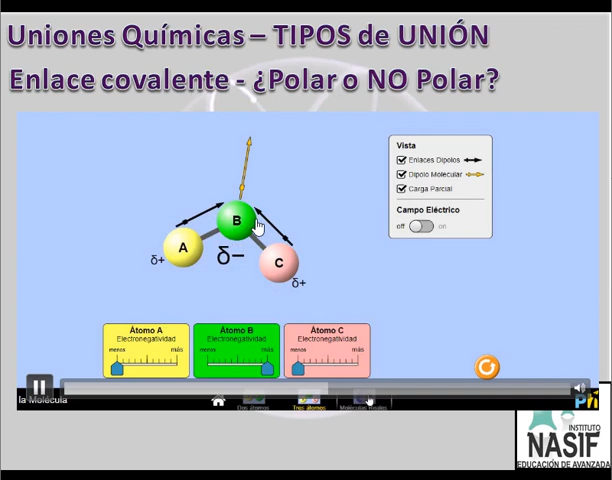 Uniones Químicas – TIPOS de UNIÓN
Enlace covalente - ¿Polar o NO Polar?
Vista
Enlaces Dipolos
Dipolo Molecular
Carga Parcial
Campo Eléctrico
off on
B
A
C
δ+
δ−
δ+
Átomo A
Electronegatividad
menos más
Átomo B
Electronegatividad
menos más
Átomo C
Electronegatividad
menos más
la Molécula
Dos átomos
Tres átomos
Moléculas Reales
INSTITUTO
NASIF
EDUCACIÓN DE AVANZADA